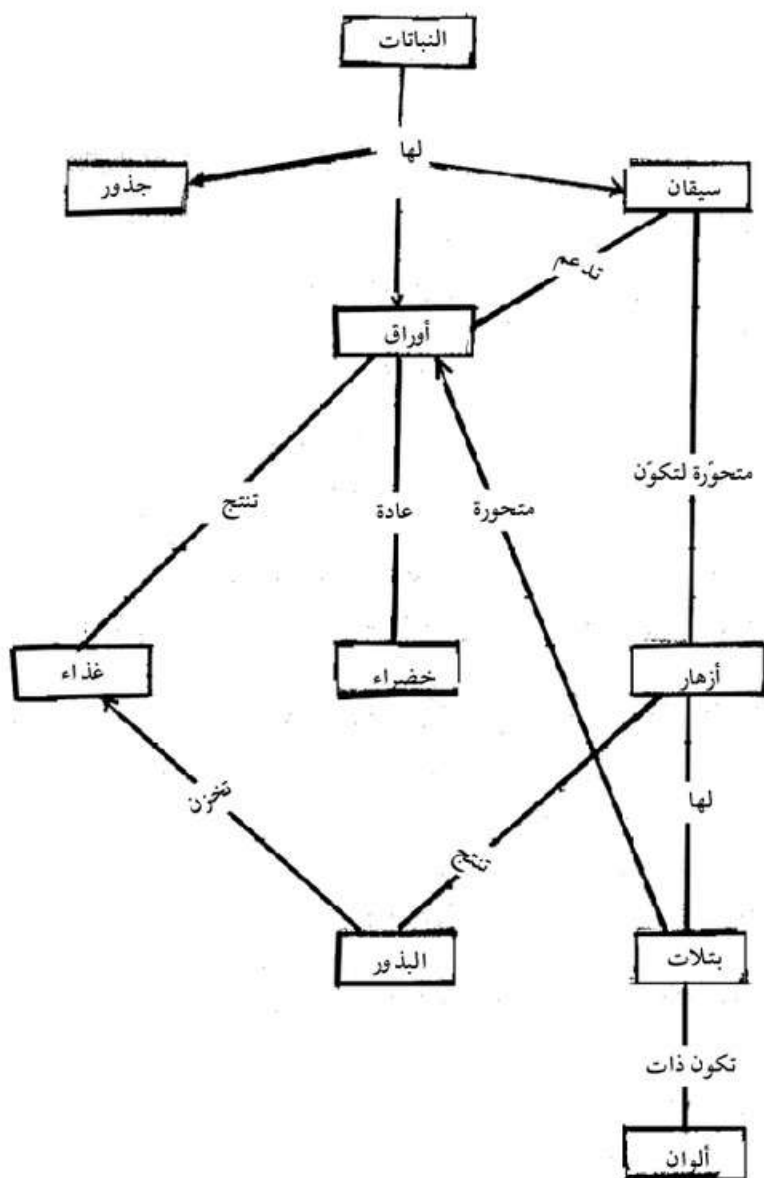 النباتات
لها
جذور
سيقان
تدعم
أوراق
متحوّرة لتكوّن
متحورة
عادة
تنتج
أزهار
خضراء
غذاء
لها
تخزن
تنتج
بتلات
البذور
تكون ذات
ألوان